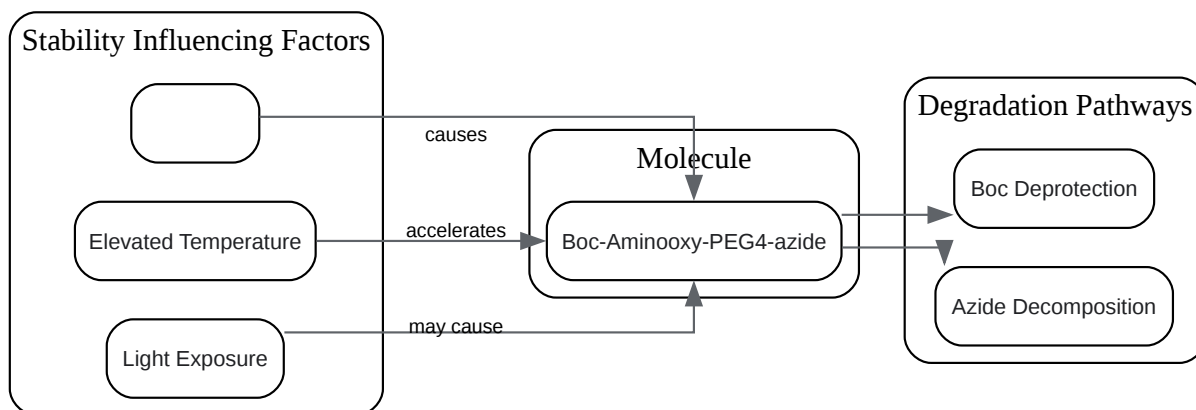 Stability Influencing Factors
causes
Elevated Temperature
accelerates
Light Exposure
may cause
Molecule
Boc-Aminooxy-PEG4-azide
Degradation Pathways
Boc Deprotection
Azide Decomposition